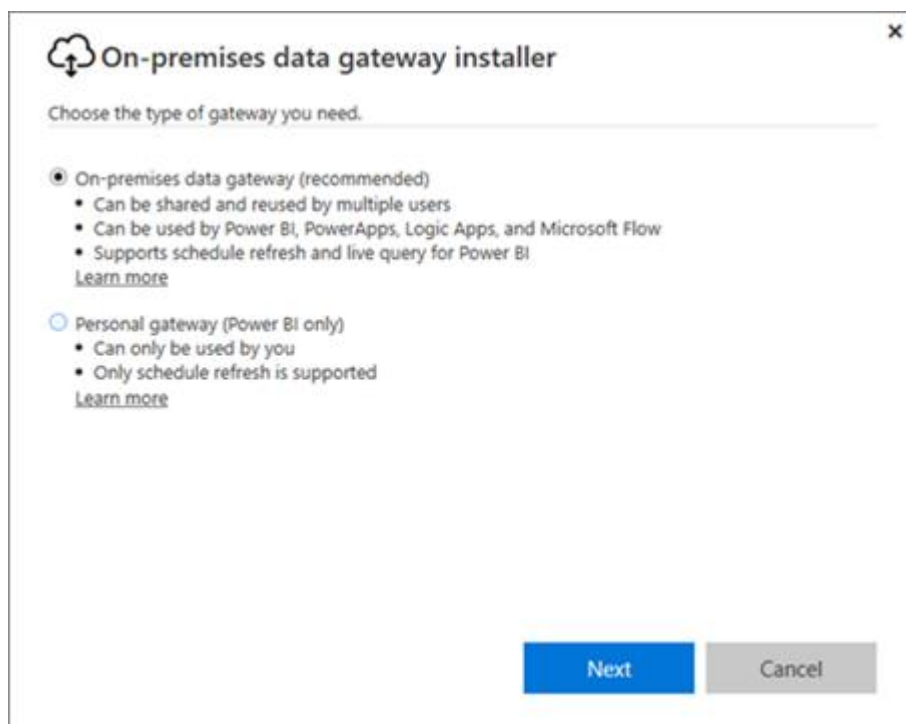 On-premises data gateway installer
Choose the type of gateway you need.
On-premises data gateway (recommended)
• Can be shared and reused by multiple users
• Can be used by Power BI, PowerApps, Logic Apps, and Microsoft Flow
• Supports schedule refresh and live query for Power BI
Learn more
Personal gateway (Power BI only)
• Can only be used by you
• Only schedule refresh is supported
Learn more
Next Cancel